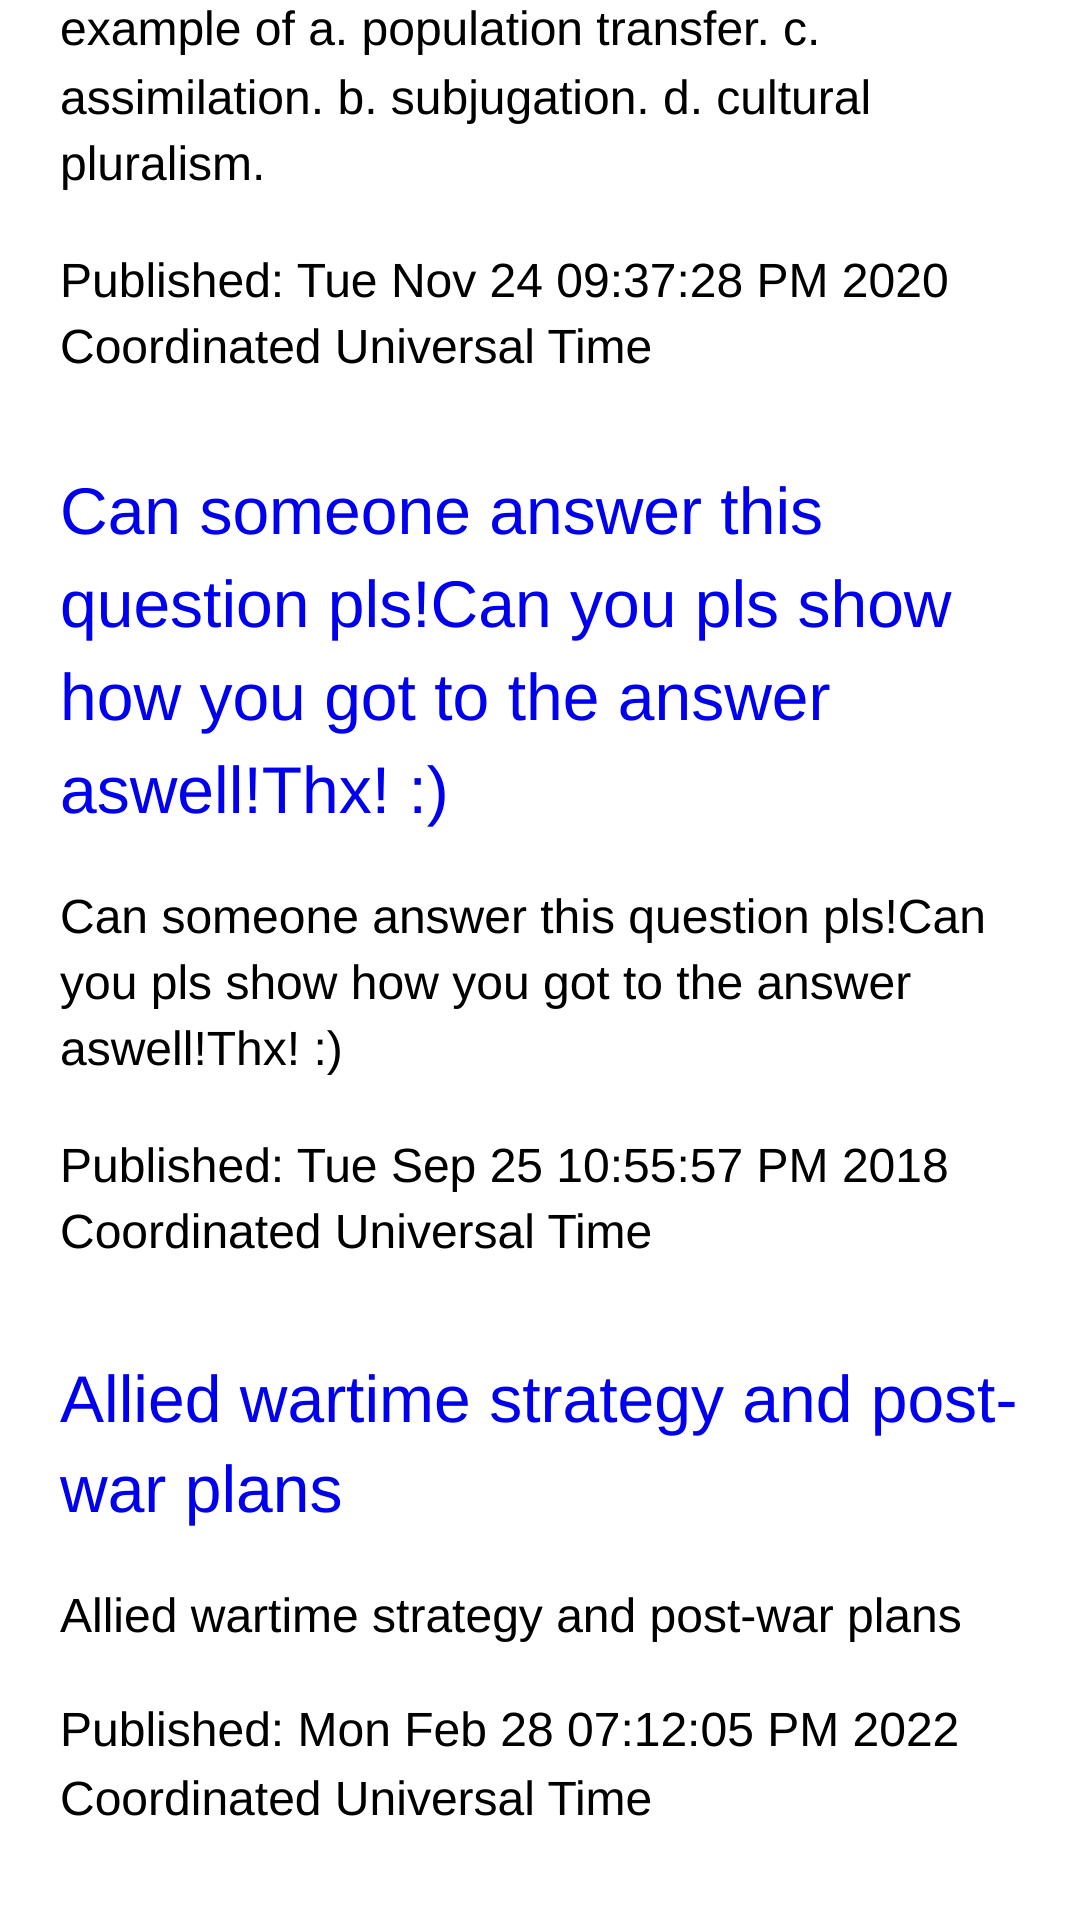 example of a. population transfer. c.
assimilation. b. subjugation. d. cultural
pluralism.
Published: Tue Nov 24 09:37:28 PM 2020
Coordinated Universal Time
Can someone answer this
question pls!Can you pls show
how you got to the answer
aswell!Thx! :)
Can someone answer this question pls!Can
you pls show how you got to the answer
aswell!Thx! :)
Published: Tue Sep 25 10:55:57 PM 2018
Coordinated Universal Time
Allied wartime strategy and post-
war plans
Allied wartime strategy and post-war plans
Published: Mon Feb 28 07:12:05 PM 2022
Coordinated Universal Time